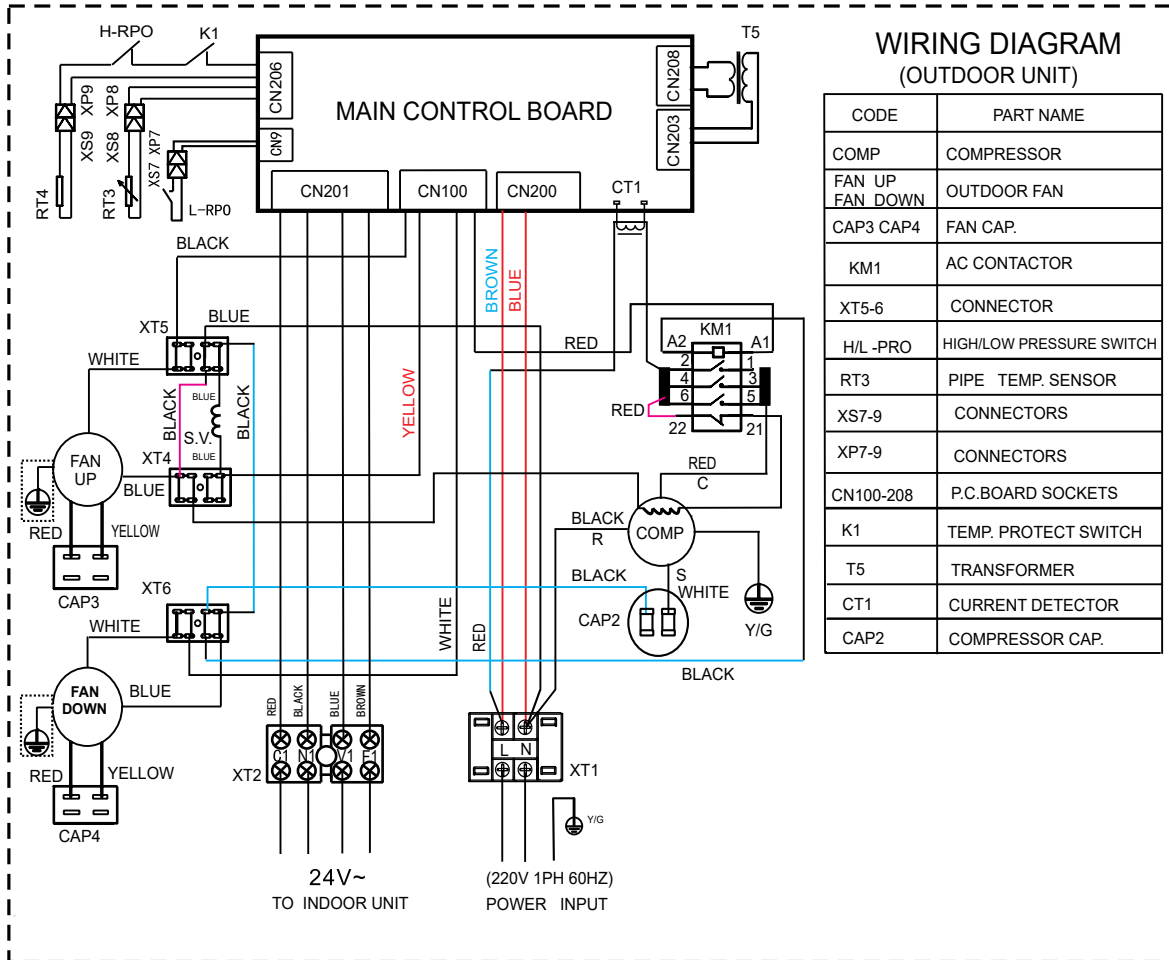 H-RPO
K1
T5
WIRING DIAGRAM
(OUTDOOR UNIT)
CODE PART NAME
COMP COMPRESSOR
FAN UP
FAN DOWN
OUTDOOR FAN
CAP3 CAP4 FAN CAP.
KM1 AC CONTACTOR
XT5-6 CONNECTOR
H/L -PRO HIGH/LOW PRESSURE SWITCH
RT3 PIPE TEMP. SENSOR
XS7-9 CONNECTORS
XP7-9 CONNECTORS
CN100-208 P.C.BOARD SOCKETS
K1 TEMP. PROTECT SWITCH
T5 TRANSFORMER
CT1 CURRENT DETECTOR
CAP2 COMPRESSOR CAP.
MAIN CONTROL BOARD
CN206
CN9
CN208
CN203
CN201
CN100
CN200
CT1
XP9
XP8
XS9
XS8
XS7 XP7
RT4
RT3
L-RP0
BLACK
BROWN
BLUE
XT5
BLUE
WHITE
RED
KM1
A2
A1
2
1
4
3
6
5
22
21
RED
BLACK
BLUE
S.V.
BLUE
BLACK
YELLOW
XT4
FAN
UP
BLUE
RED
YELLOW
CAP3
RED
C
BLACK
R
COMP
S
WHITE
BLACK
CAP2
Y/G
XT6
WHITE
WHITE
RED
BLACK
FAN
DOWN
BLUE
RED
YELLOW
CAP4
RED
BLACK
BLUE
BROWN
C1
N1
V1
F1
XT2
L N
XT1
Y/G
24V~
TO INDOOR UNIT
(220V 1PH 60HZ)
POWER INPUT